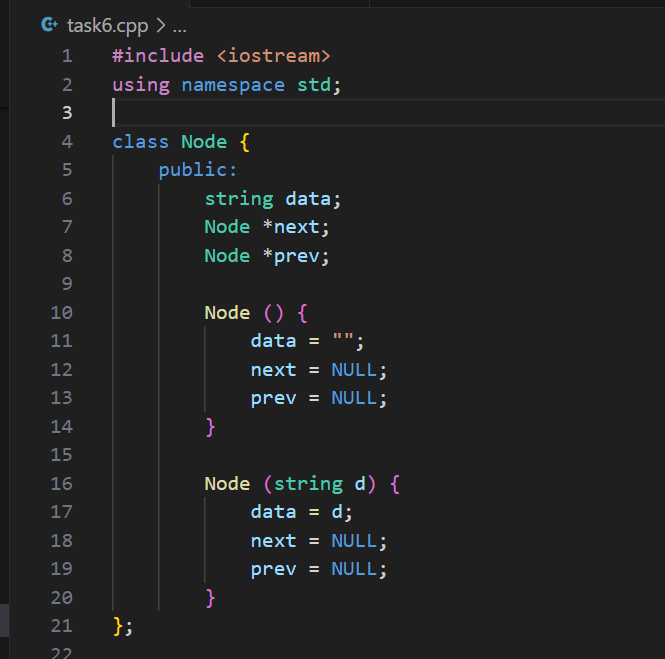 task6.cpp > ...
1 #include <iostream>
2 using namespace std;
3
4 class Node {
5     public:
6         string data;
7         Node *next;
8         Node *prev;
9
10         Node () {
11             data = "";
12             next = NULL;
13             prev = NULL;
14         }
15
16         Node (string d) {
17             data = d;
18             next = NULL;
19             prev = NULL;
20         }
21 };
22